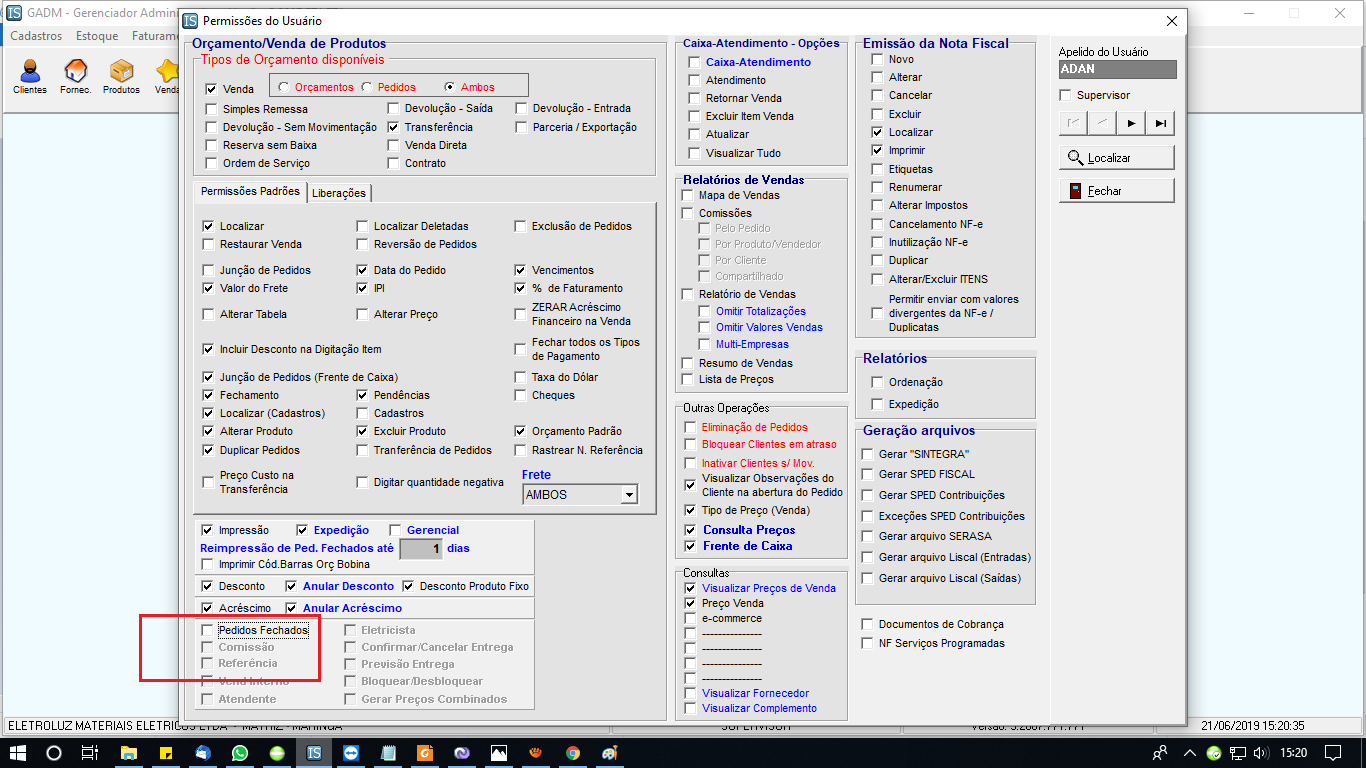 GADM - Gerenciador Admini
Permissões do Usuário
Cadastros Estoque Faturame
Clientes Fornec. Produtos Venda
Orçamento/Venda de Produtos
Tipos de Orçamento disponíveis
Venda Orçamentos Pedidos Ambos
Simples Remessa Devolução - Saída Devolução - Entrada
Devolução - Sem Movimentação Transferência Parceria / Exportação
Reserva sem Baixa Venda Direta
Ordem de Serviço Contrato
Permissões Padrões Liberações
Localizar Localizar Deletadas Exclusão de Pedidos
Restaurar Venda Reversão de Pedidos
Junção de Pedidos Data do Pedido Vencimentos
Valor do Frete IPI % de Faturamento
Alterar Tabela Alterar Preço ZERAR Acréscimo
Financeiro na Venda
Incluir Desconto na Digitação Item Fechar todos os Tipos
de Pagamento
Junção de Pedidos (Frente de Caixa) Taxa do Dólar
Fechamento Pendências Cheques
Localizar (Cadastros) Cadastros
Alterar Produto Excluir Produto Orçamento Padrão
Duplicar Pedidos Tranferência de Pedidos Rastrear N. Referência
Preço Custo na
Transferência Digitar quantidade negativa
Frete
AMBOS
Impressão Expedição Gerencial
Reimpressão de Ped. Fechados até 1 dias
Imprimir Cód.Barras Orç Bobina
Desconto Anular Desconto Desconto Produto Fixo
Acréscimo Anular Acréscimo
Pedidos Fechados Eletricista
Comissão Confirmar/Cancelar Entrega
Referência Previsão Entrega
Vend Interno Bloquear/Desbloquear
Atendente Gerar Preços Combinados
Caixa-Atendimento - Opções
Caixa-Atendimento
Atendimento
Retornar Venda
Excluir Item Venda
Atualizar
Visualizar Tudo
Relatórios de Vendas
Mapa de Vendas
Comissões
Pelo Pedido
Por Produto/Vendedor
Por Cliente
Compartilhado
Relatório de Vendas
Omitir Totalizações
Omitir Valores Vendas
Multi-Empresas
Resumo de Vendas
Lista de Preços
Outras Operações
Eliminação de Pedidos
Bloquear Clientes em atraso
Inativar Clientes s/ Mov.
Visualizar Observações do
Cliente na abertura do Pedido
Tipo de Preço (Venda)
Consulta Preços
Frente de Caixa
Consultas
Visualizar Preços de Venda
Preço Venda
e-commerce
---------------
---------------
---------------
---------------
Visualizar Fornecedor
Visualizar Complemento
Emissão da Nota Fiscal
Novo
Alterar
Cancelar
Excluir
Localizar
Imprimir
Etiquetas
Renumerar
Alterar Impostos
Cancelamento NF-e
Inutilização NF-e
Duplicar
Alterar/Excluir ITENS
Permitir enviar com valores
divergentes da NF-e /
Duplicatas
Relatórios
Ordenação
Expedição
Geração arquivos
Gerar "SINTEGRA"
Gerar SPED FISCAL
Gerar SPED Contribuições
Exceções SPED Contribuições
Gerar arquivo SERASA
Gerar arquivo Liscal (Entradas)
Gerar arquivo Liscal (Saídas)
Documentos de Cobrança
NF Serviços Programadas
Apelido do Usuário
ADAN
Supervisor
Localizar
Fechar
ELETROLUZ MATERIAIS ELETRICOS LTDA - MATRIZ - MARINGA SUPERVISOR 21/06/2019 15:20:35
15:20